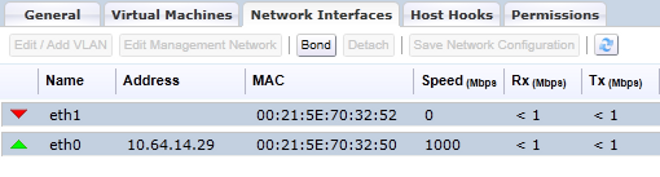 General Virtual Machines Network Interfaces Host Hooks Permissions
Edit / Add VLAN Edit Management Network Bond Detach Save Network Configuration
Name Address MAC Speed (Mbps Rx (Mbps) Tx (Mbps)
eth1 00:21:5E:70:32:52 0 < 1 < 1
eth0 10.64.14.29 00:21:5E:70:32:50 1000 < 1 < 1